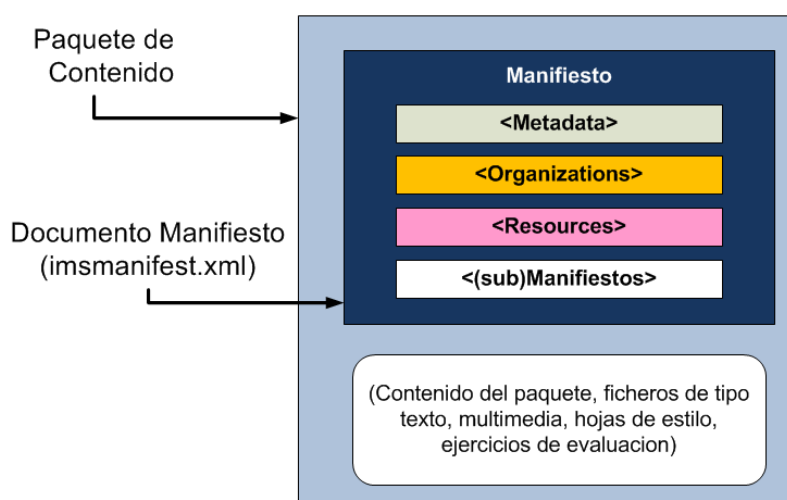 Paquete de
Contenido
Manifiesto
<Metadata>
<Organizations>
<Resources>
<(sub)Manifiestos>
Documento Manifiesto
(imsmanifest.xml)
(Contenido del paquete, ficheros de tipo
texto, multimedia, hojas de estilo,
ejercicios de evaluacion)